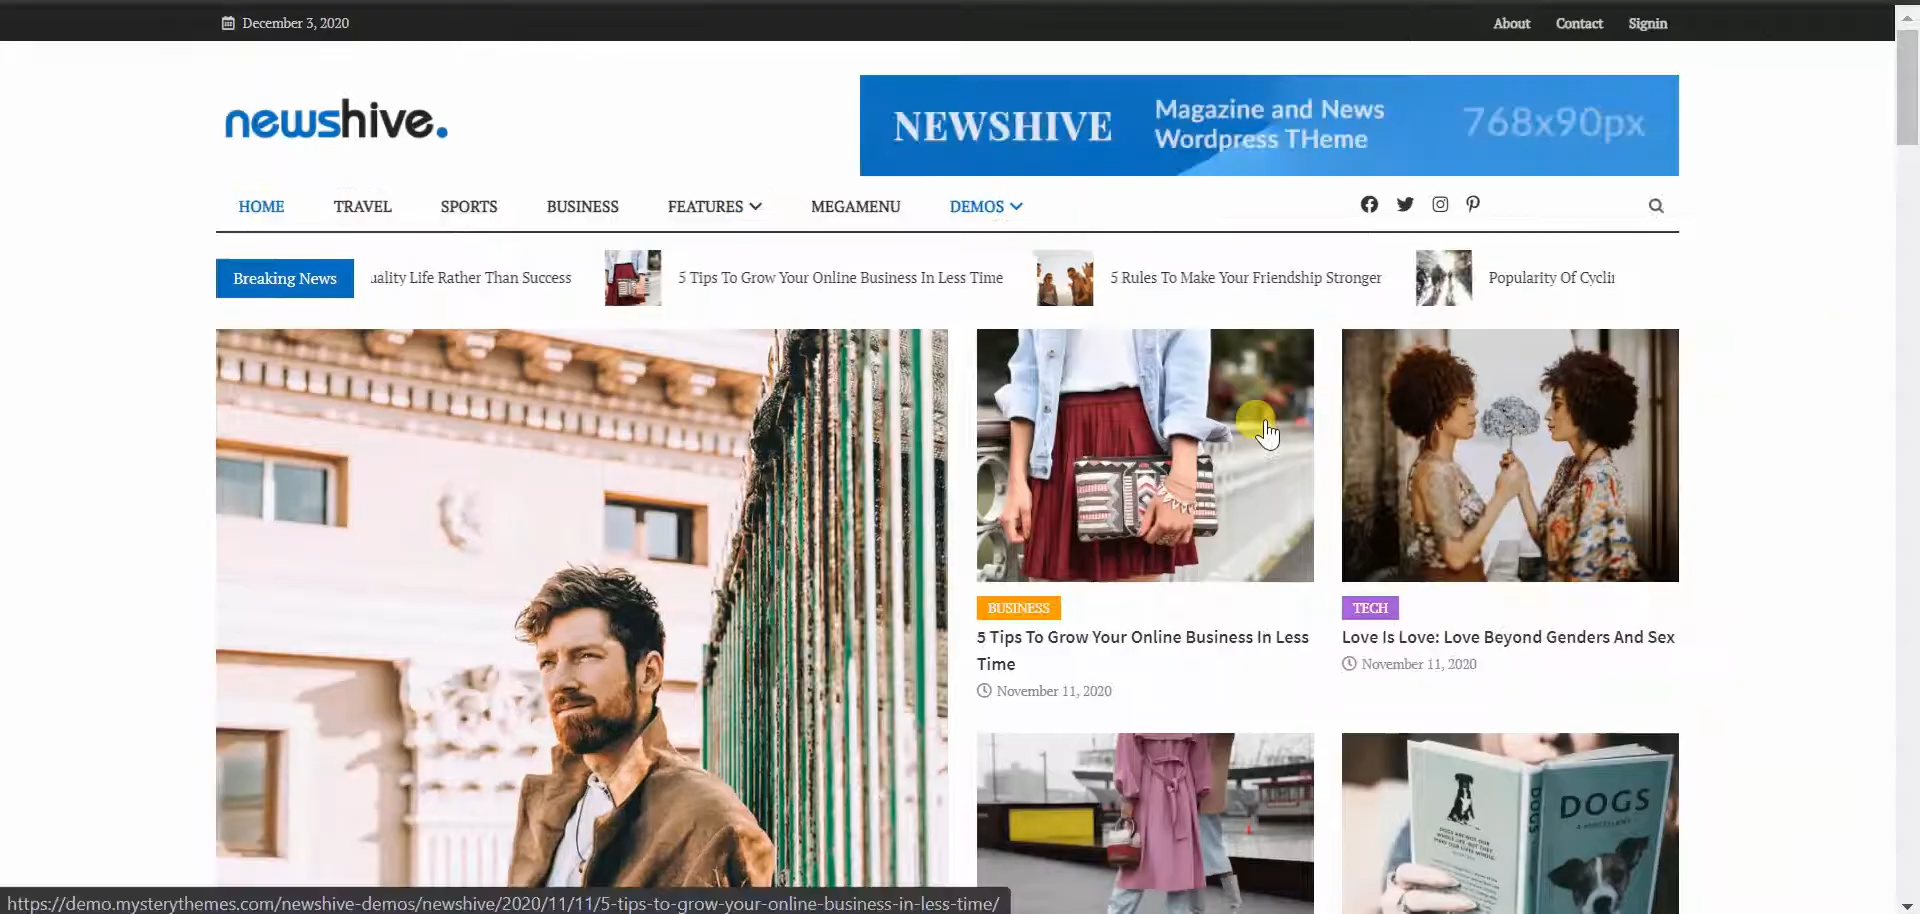 December 3, 2020
About Contact Signin
newshive.
NEWSHIVE
Magazine and News
Wordpress THeme
768x90px
HOME TRAVEL SPORTS BUSINESS FEATURES MEGAMENU DEMOS
Breaking News
uality Life Rather Than Success
5 Tips To Grow Your Online Business In Less Time
5 Rules To Make Your Friendship Stronger
Popularity Of Cyclin
BUSINESS
5 Tips To Grow Your Online Business In Less
Time
November 11, 2020
TECH
Love Is Love: Love Beyond Genders And Sex
November 11, 2020
DOGS
DOGS
https://demo.mysterythemes.com/newshive-demos/newshive/2020/11/11/5-tips-to-grow-your-online-business-in-less-time/